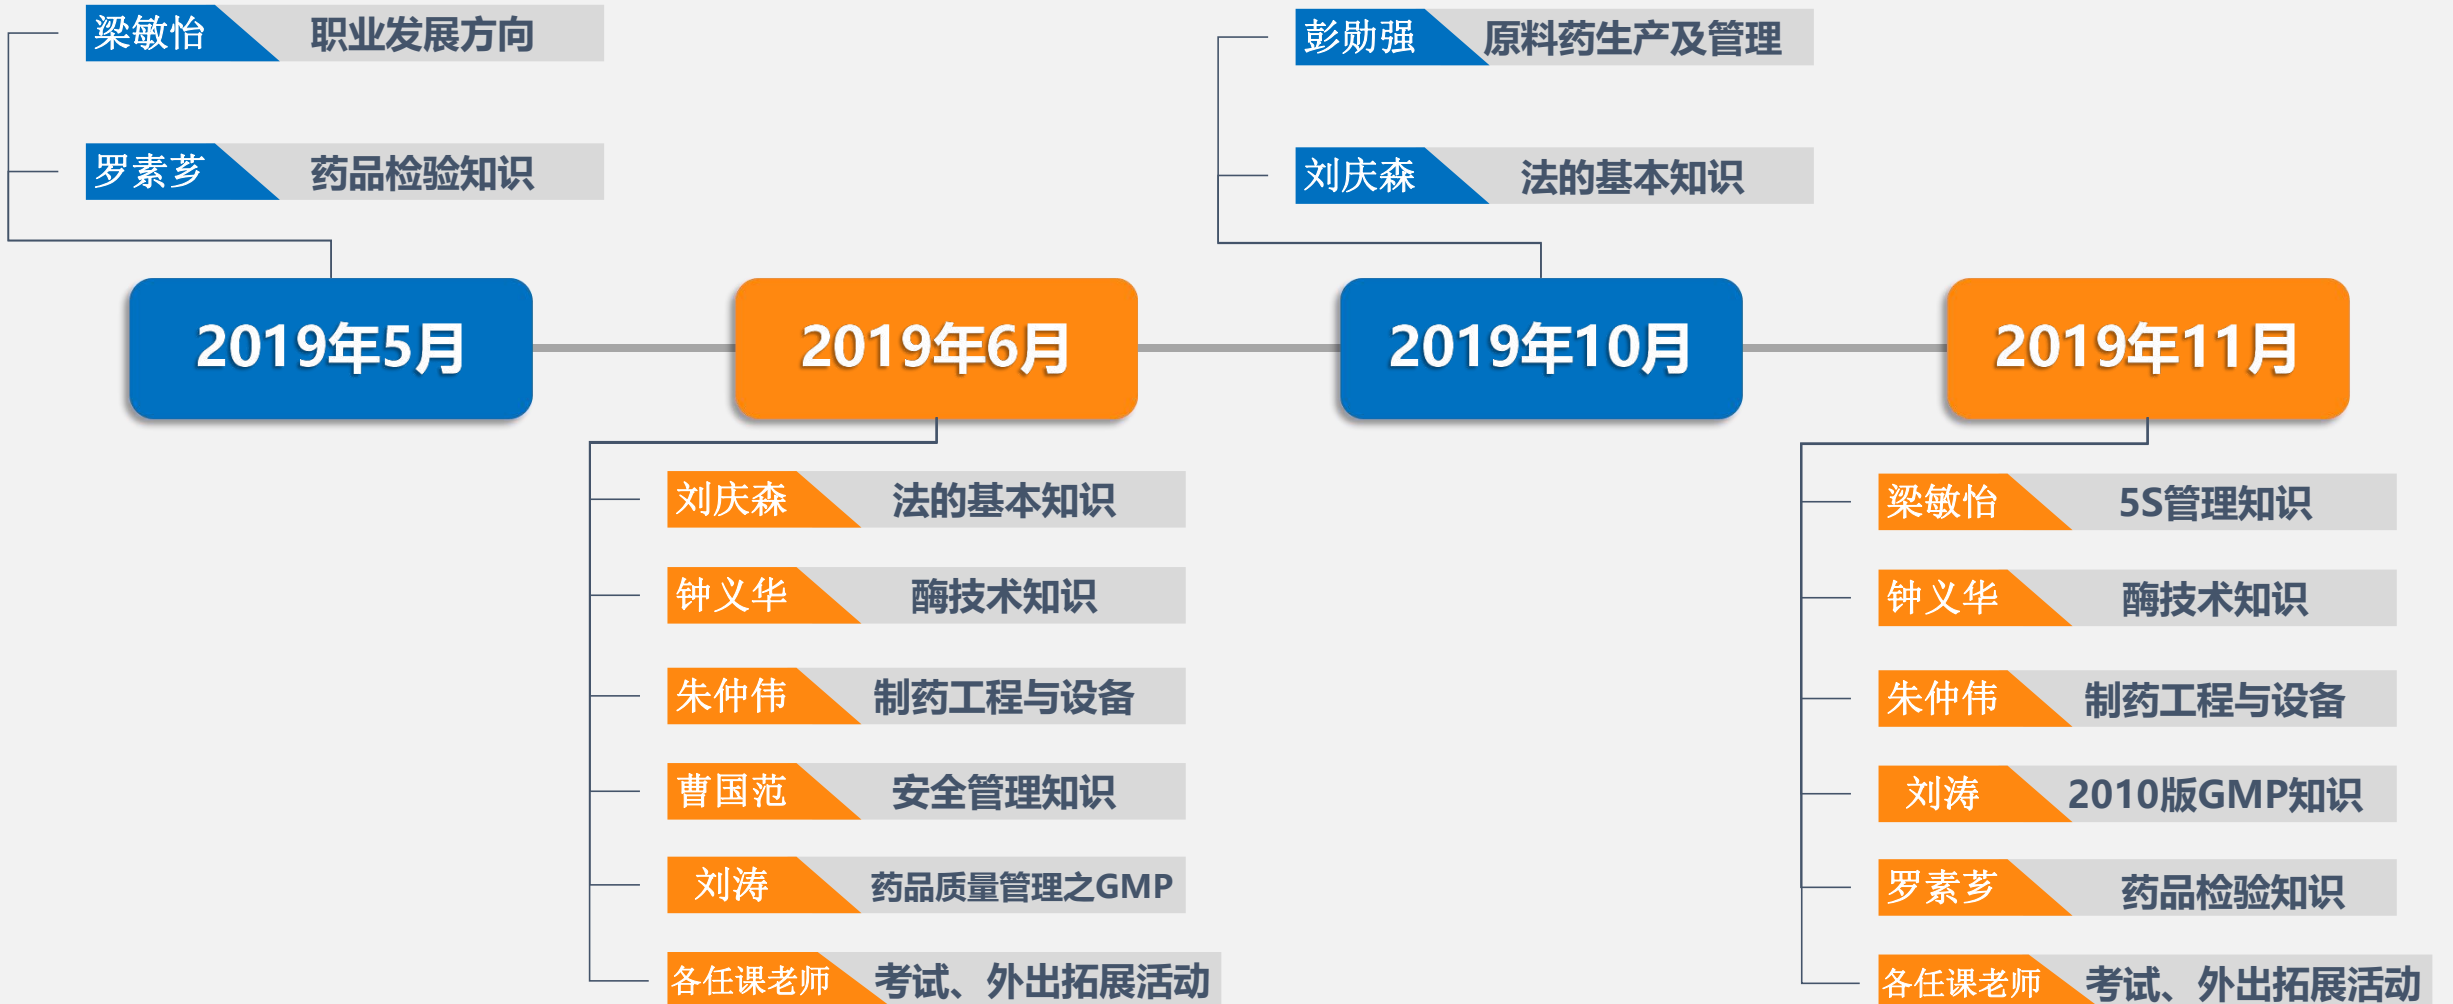 梁敏怡 职业发展方向
罗素芗 药品检验知识
彭勋强 原料药生产及管理
刘庆森 法的基本知识
2019年5月
2019年6月
2019年10月
2019年11月
刘庆森 法的基本知识
钟义华 酶技术知识
朱仲伟 制药工程与设备
曹国范 安全管理知识
刘涛 药品质量管理之GMP
各任课老师 考试、外出拓展活动
梁敏怡 5S管理知识
钟义华 酶技术知识
朱仲伟 制药工程与设备
刘涛 2010版GMP知识
罗素芗 药品检验知识
各任课老师 考试、外出拓展活动